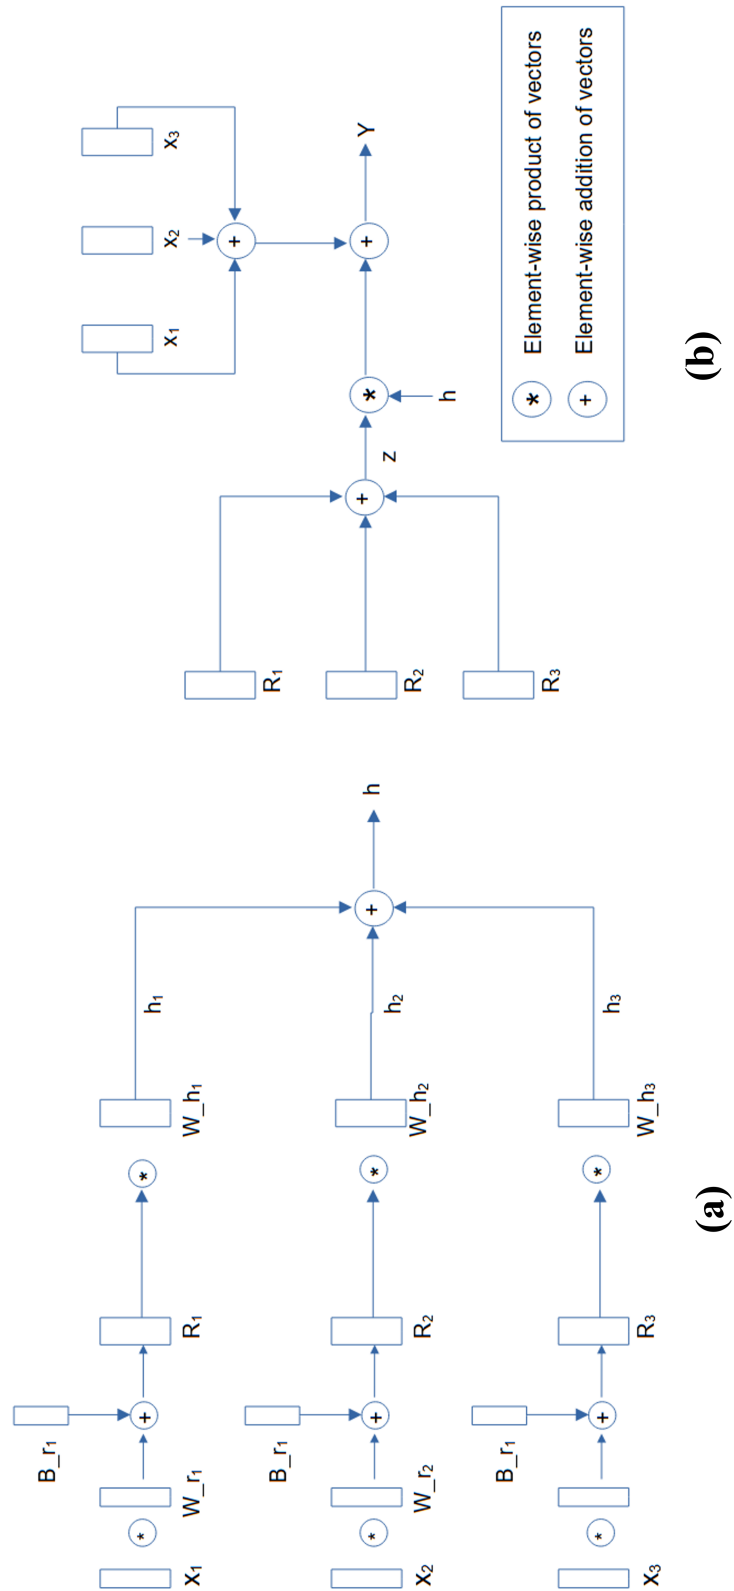 B_r₁
X₁ * W_r₁ + R₁ * W_h₁ h₁
B_r₁
X₂ * W_r₂ + R₂ * W_h₂ h₂ + h
B_r₁
X₃ * + R₃ * W_h₃ h₃
(a)
x₁ x₂ x₃
+
R₁
R₂ + z * + Y
h
R₃
* Element-wise product of vectors
+ Element-wise addition of vectors
(b)